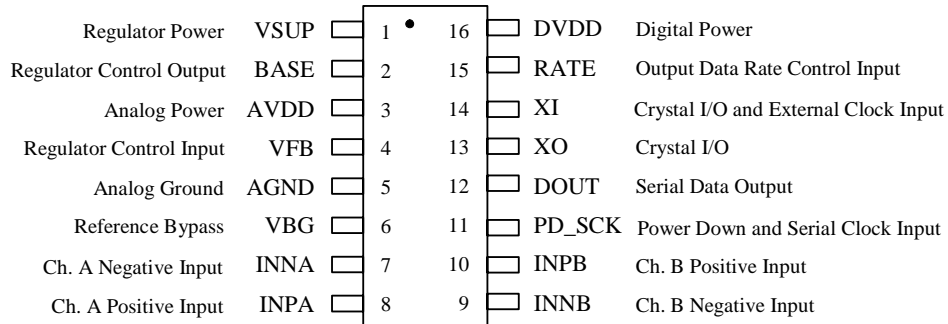 Regulator Power VSUP 1 16 DVDD Digital Power
Regulator Control Output BASE 2 15 RATE Output Data Rate Control Input
Analog Power AVDD 3 14 XI Crystal I/O and External Clock Input
Regulator Control Input VFB 4 13 XO Crystal I/O
Analog Ground AGND 5 12 DOUT Serial Data Output
Reference Bypass VBG 6 11 PD_SCK Power Down and Serial Clock Input
Ch. A Negative Input INNA 7 10 INPB Ch. B Positive Input
Ch. A Positive Input INPA 8 9 INNB Ch. B Negative Input